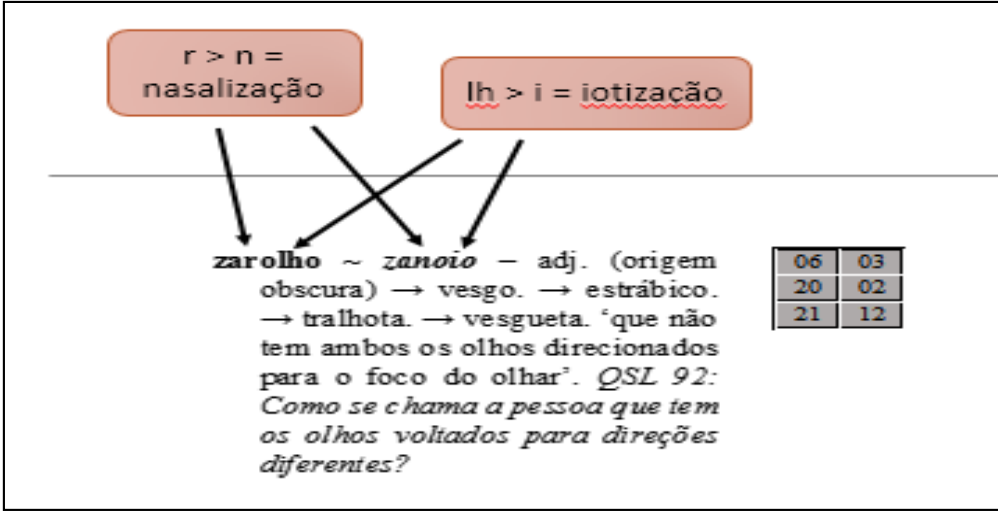 r > n =
nasalização
lh > i = iotização
zarolho ~ zanoio – adj. (origem
obscura) → vesgo. → estrábico.
→ tralhota. → vesgueta. ‘que não
tem ambos os olhos direcionados
para o foco do olhar’. QSL 92:
Como se chama a pessoa que tem
os olhos voltados para direções
diferentes?
06 03
20 02
21 12